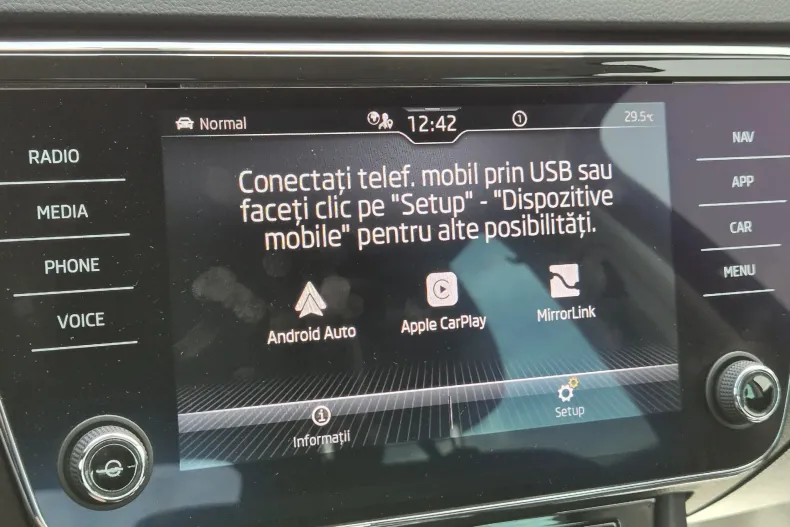 Normal
12:42
1
29.5°C
RADIO
MEDIA
PHONE
VOICE
Conectați telef. mobil prin USB sau
faceți clic pe "Setup" - "Dispozitive
mobile" pentru alte posibilități.
Android Auto
Apple CarPlay
MirrorLink
Informații
Setup
NAV
APP
CAR
MENU